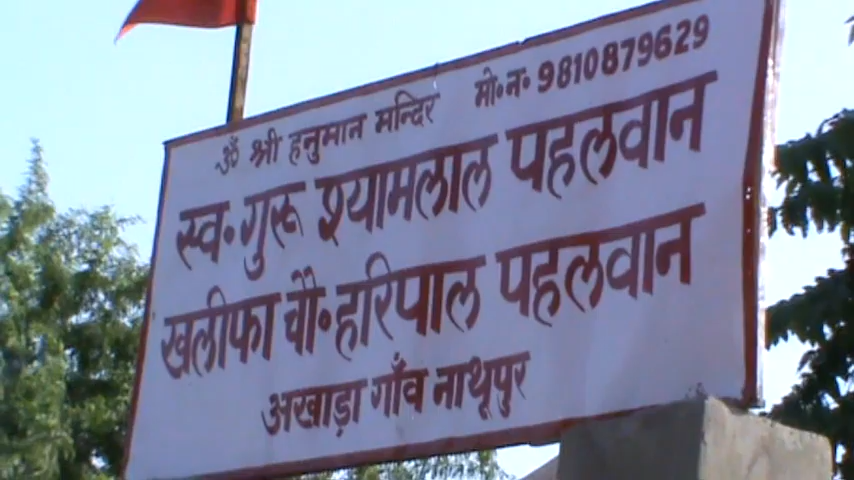 ॐ श्री हनुमान मन्दिर मो॰न॰ 9810879629
स्व॰ गुरू श्यामलाल पहलवान
खलीफा चौ॰ हरिपाल पहलवान
अखाड़ा गाँव नाथूपुर